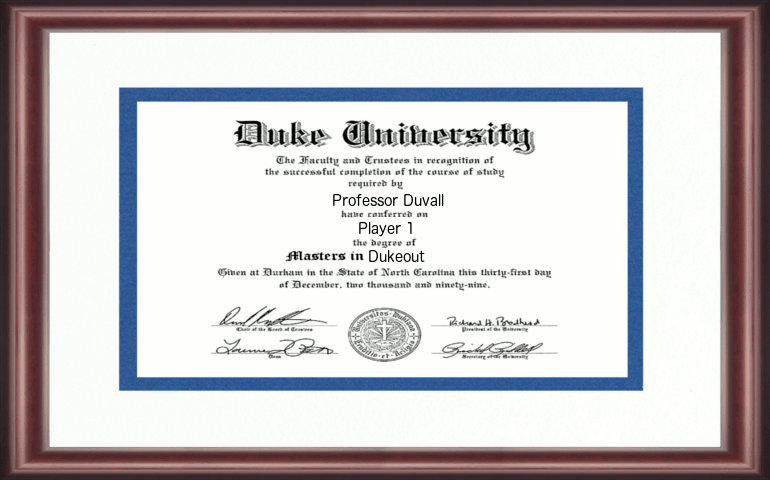 Duke University
The Faculty and Trustees in recognition of
the successful completion of the course of study
required by
Professor Duvall
have conferred on
Player 1
the degree of
Masters in Dukeout
Given at Durham in the State of North Carolina this thirty-first day
of December, two thousand and ninety-nine.
Richard H. Brodhead
Chair of the Board of Trustees
President of the University
Universitas · Dukiana
Eruditio · et · Religio
Dean
Secretary of the University